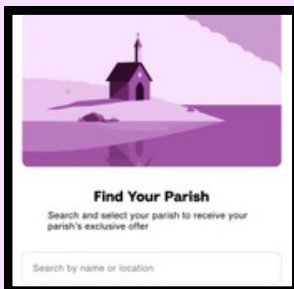 Find Your Parish
Search and select your parish to receive your
parish's exclusive offer
Search by name or location